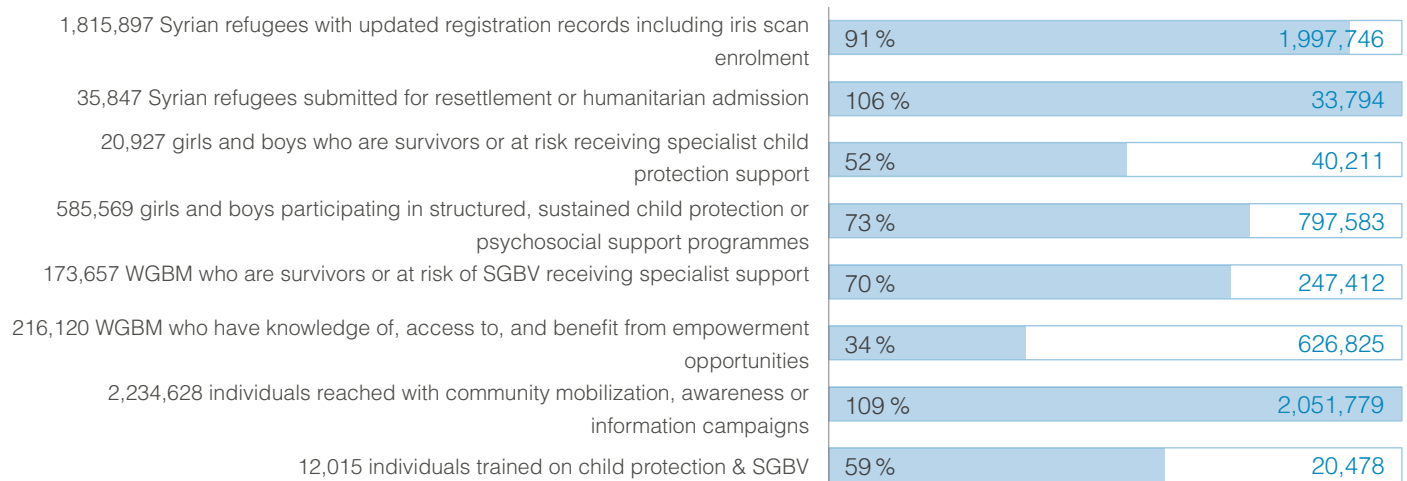 1,815,897 Syrian refugees with updated registration records including iris scan
enrolment
91 %
1,997,746
35,847 Syrian refugees submitted for resettlement or humanitarian admission
106 %
33,794
20,927 girls and boys who are survivors or at risk receiving specialist child
protection support
52 %
40,211
585,569 girls and boys participating in structured, sustained child protection or
psychosocial support programmes
73 %
797,583
173,657 WGBM who are survivors or at risk of SGBV receiving specialist support
70 %
247,412
216,120 WGBM who have knowledge of, access to, and benefit from empowerment
opportunities
34 %
626,825
2,234,628 individuals reached with community mobilization, awareness or
information campaigns
109 %
2,051,779
12,015 individuals trained on child protection & SGBV
59 %
20,478